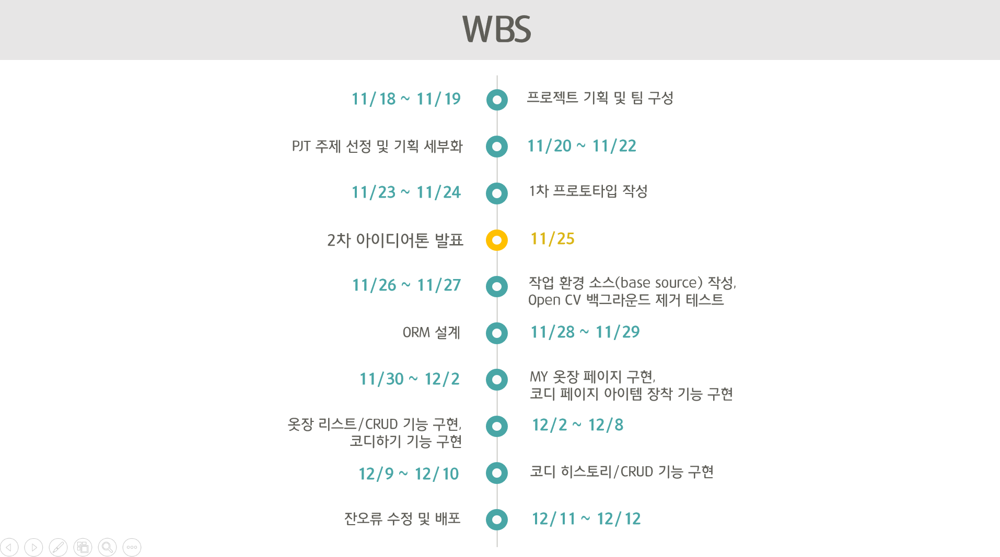 WBS
11/18 ~ 11/19
프로젝트 기획 및 팀 구성
PJT 주제 선정 및 기획 세부화
11/20 ~ 11/22
11/23 ~ 11/24
1차 프로토타입 작성
2차 아이디어톤 발표
11/25
11/26 ~ 11/27
작업 환경 소스(base source) 작성,
Open CV 백그라운드 제거 테스트
ORM 설계
11/28 ~ 11/29
11/30 ~ 12/2
MY 옷장 페이지 구현,
코디 페이지 아이템 장착 기능 구현
옷장 리스트/CRUD 기능 구현,
코디하기 기능 구현
12/2 ~ 12/8
12/9 ~ 12/10
코디 히스토리/CRUD 기능 구현
잔오류 수정 및 배포
12/11 ~ 12/12